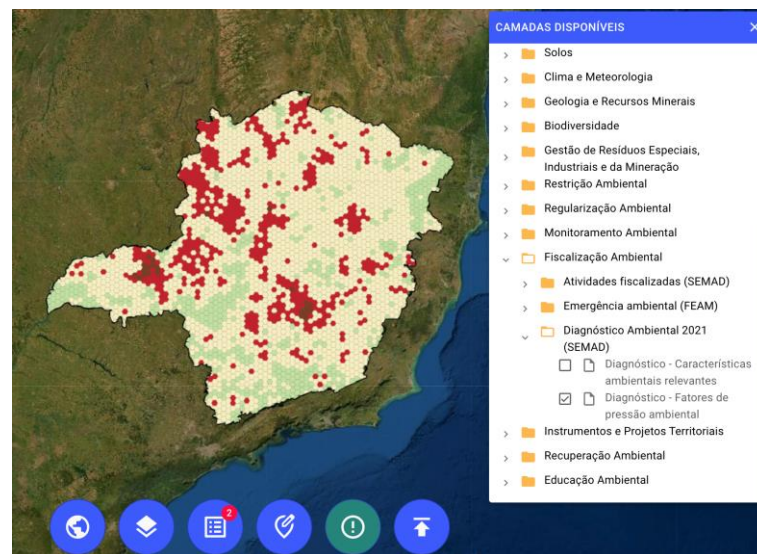 CAMADAS DISPONÍVEIS
Solos
Clima e Meteorologia
Geologia e Recursos Minerais
Biodiversidade
Gestão de Resíduos Especiais,
Industriais e da Mineração
Restrição Ambiental
Regularização Ambiental
Monitoramento Ambiental
Fiscalização Ambiental
Atividades fiscalizadas (SEMAD)
Emergência ambiental (FEAM)
Diagnóstico Ambiental 2021
(SEMAD)
Diagnóstico - Características
ambientais relevantes
Diagnóstico - Fatores de
pressão ambiental
Instrumentos e Projetos Territoriais
Recuperação Ambiental
Educação Ambiental
2